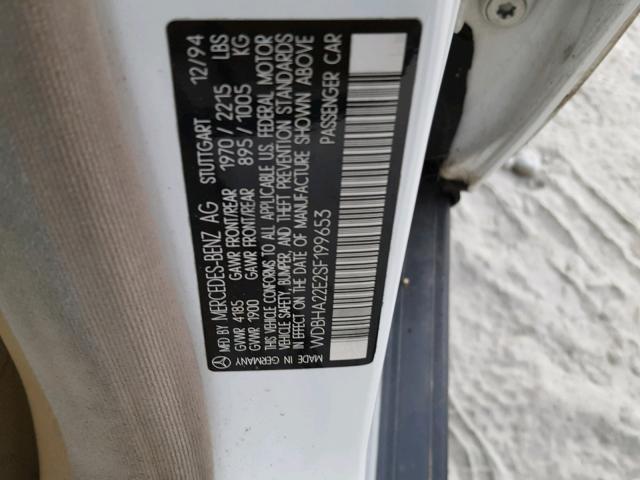 MFD BY MERCEDES-BENZ AG STUTTGART 12/94
GVWR 4185 GAWR FRONT/REAR 1970 / 2215 LBS
GVWR 1900 GAWR FRONT/REAR 895 / 1005 KG
THIS VEHICLE CONFORMS TO ALL APPLICABLE U.S. FEDERAL MOTOR
VEHICLE SAFETY, BUMPER, AND THEFT PREVENTION STANDARDS
IN EFFECT ON THE DATE OF MANUFACTURE SHOWN ABOVE
WDBHA22E2SF199653 PASSENGER CAR
MADE IN GERMANY